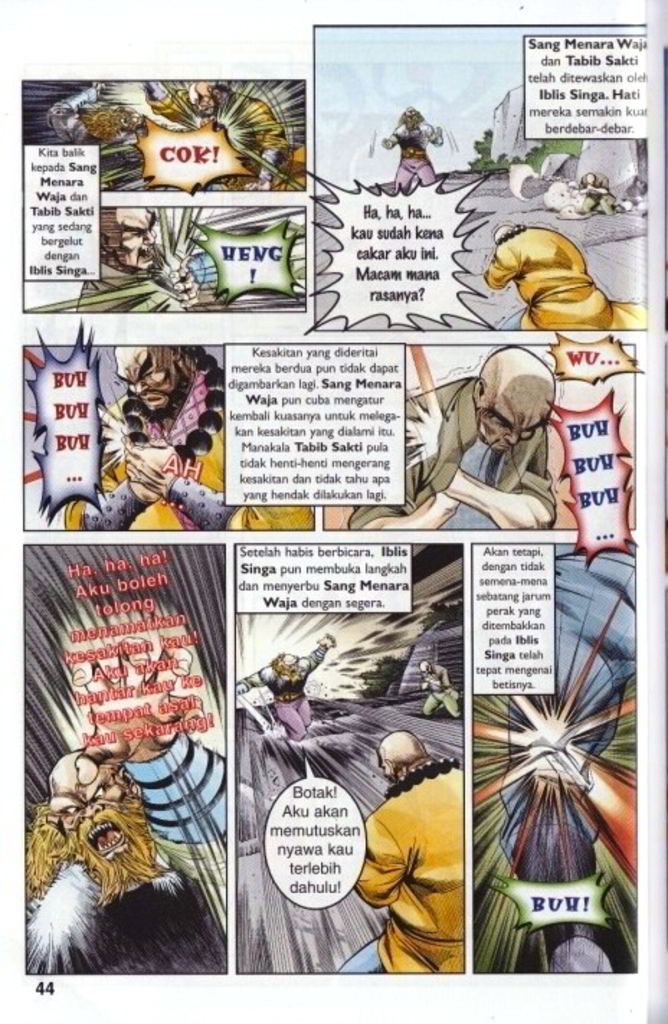 Kita balik
kepada Sang
Menara
Waja dan
Tabib Sakti
yang sedang
bergelut
dengan
Iblis Singa...
COK!
HENG
!
Sang Menara Waja
dan Tabib Sakti
telah ditewaskan oleh
Iblis Singa. Hati
mereka semakin kuat
berdebar-debar.
Ha, ha, ha...
kau sudah kena
cakar aku ini.
Macam mana
rasanya?
BUH
BUH
BUH
...
AH
Kesakitan yang dideritai
mereka berdua pun tidak dapat
digambarkan lagi. Sang Menara
Waja pun cuba mengatur
kembali kuasanya untuk melega-
kan kesakitan yang dialami itu.
Manakala Tabib Sakti pula
tidak henti-henti mengerang
kesakitan dan tidak tahu apa
yang hendak dilakukan lagi.
WU...
BUH
BUH
BUH
...
Ha, ha, ha!
Aku boleh
tolong
menamatkan
kesakitan kau!
Aku akan
hantar kau ke
tempat asal
kau sekarang!
Setelah habis berbicara, Iblis
Singa pun membuka langkah
dan menyerbu Sang Menara
Waja dengan segera.
Botak!
Aku akan
memutuskan
nyawa kau
terlebih
dahulu!
Akan tetapi,
dengan tidak
semena-mena
sebatang jarum
perak yang
ditembakkan
pada Iblis
Singa telah
tepat mengenai
betisnya.
BUH!
44